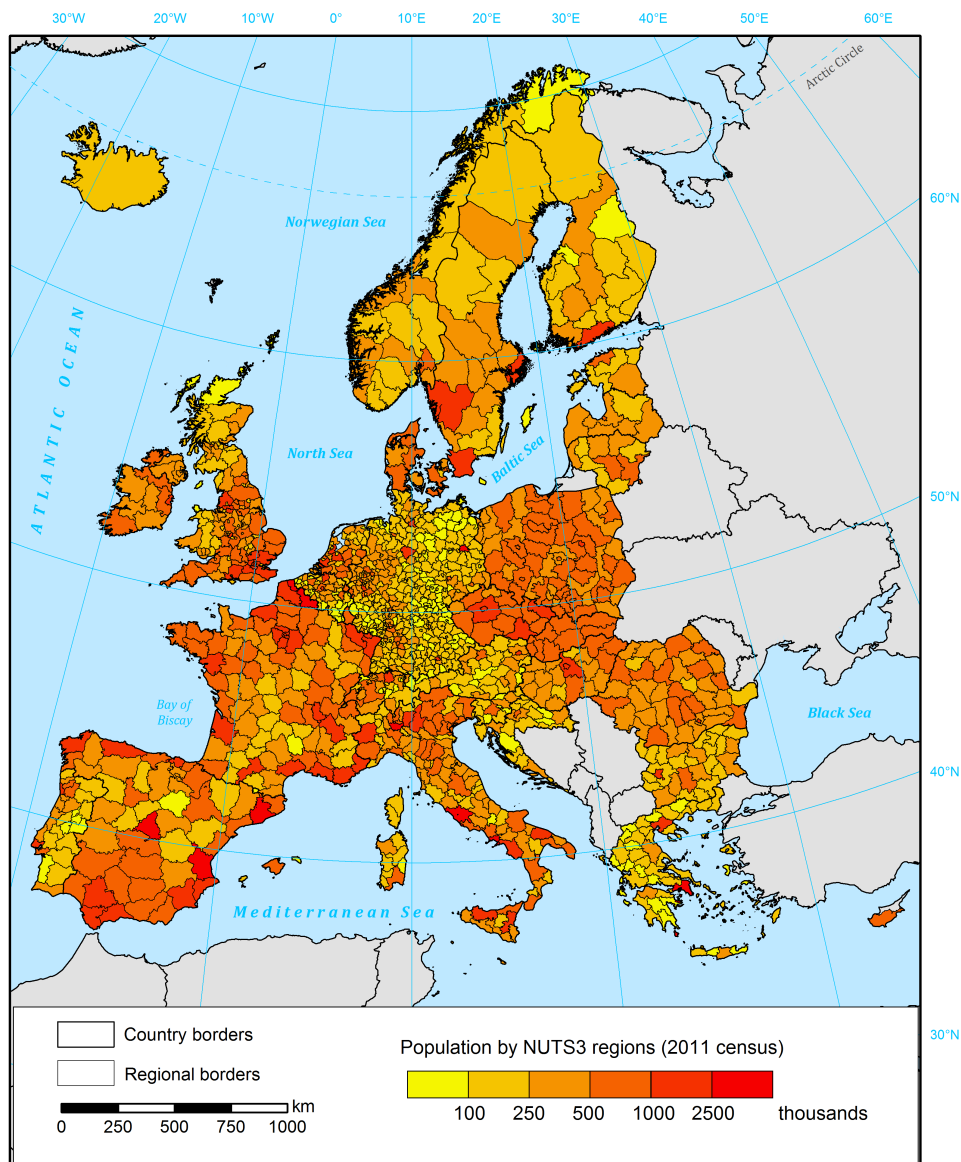 30°W 20°W 10°W 0° 10°E 20°E 30°E 40°E 50°E 60°E
Arctic Circle
60°N
Norwegian Sea
ATLANTIC OCEAN
North Sea
Baltic Sea
50°N
Bay of
Biscay
Black Sea
40°N
Mediterranean Sea
30°N
Country borders
Regional borders
km
0 250 500 750 1000
Population by NUTS3 regions (2011 census)
100 250 500 1000 2500 thousands